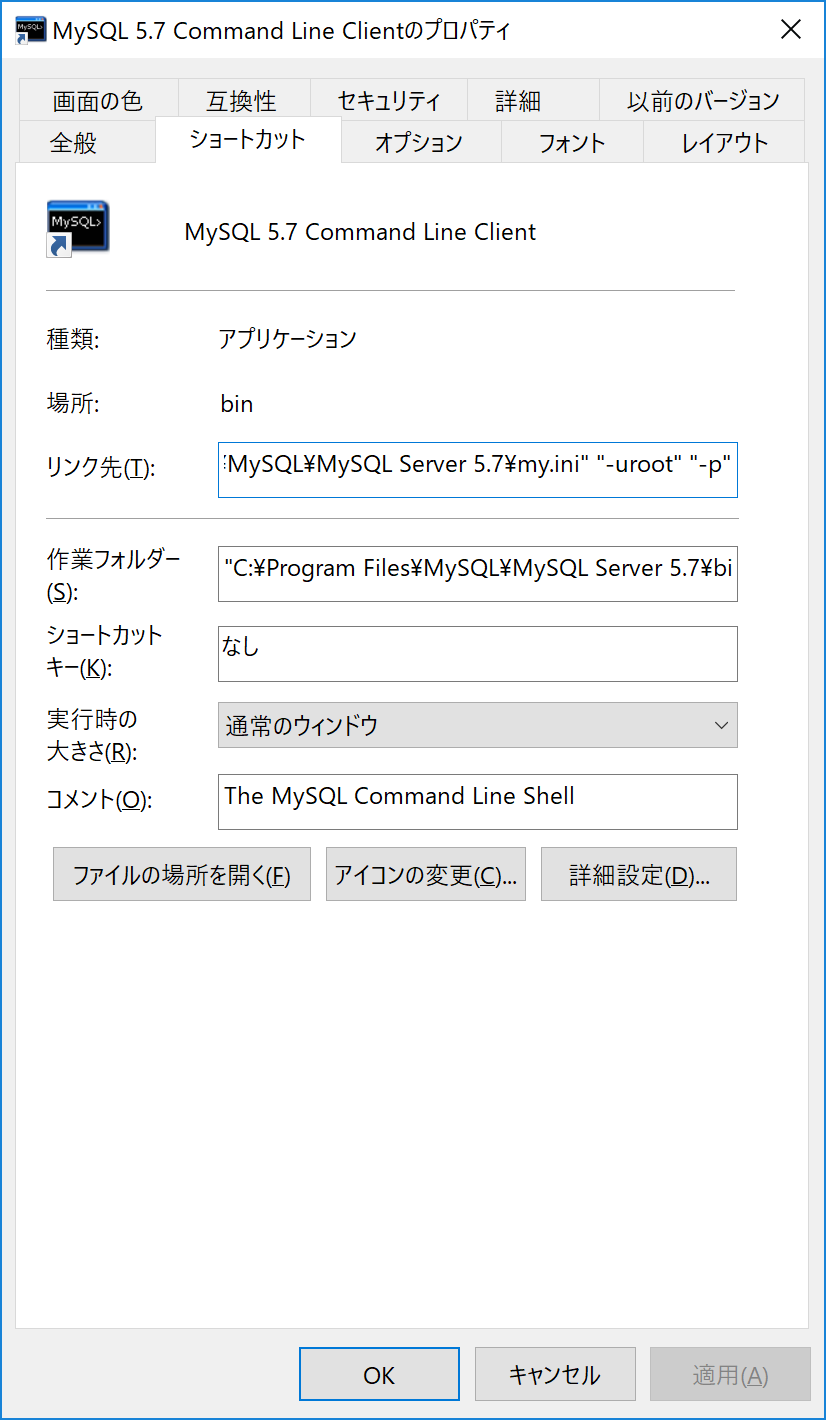 MySQL 5.7 Command Line Clientのプロパティ
画面の色 互換性 セキュリティ 詳細 以前のバージョン
全般 ショートカット オプション フォント レイアウト
MySQL>
MySQL 5.7 Command Line Client
種類: アプリケーション
場所: bin
リンク先(T): ¥MySQL¥MySQL Server 5.7¥my.ini" "-uroot" "-p"
作業フォルダー
(S):
"C:¥Program Files¥MySQL¥MySQL Server 5.7¥bi
ショートカット
キー(K):
なし
実行時の
大きさ(R):
通常のウィンドウ
コメント(O): The MySQL Command Line Shell
ファイルの場所を開く(F) アイコンの変更(C)... 詳細設定(D)...
OK キャンセル 適用(A)